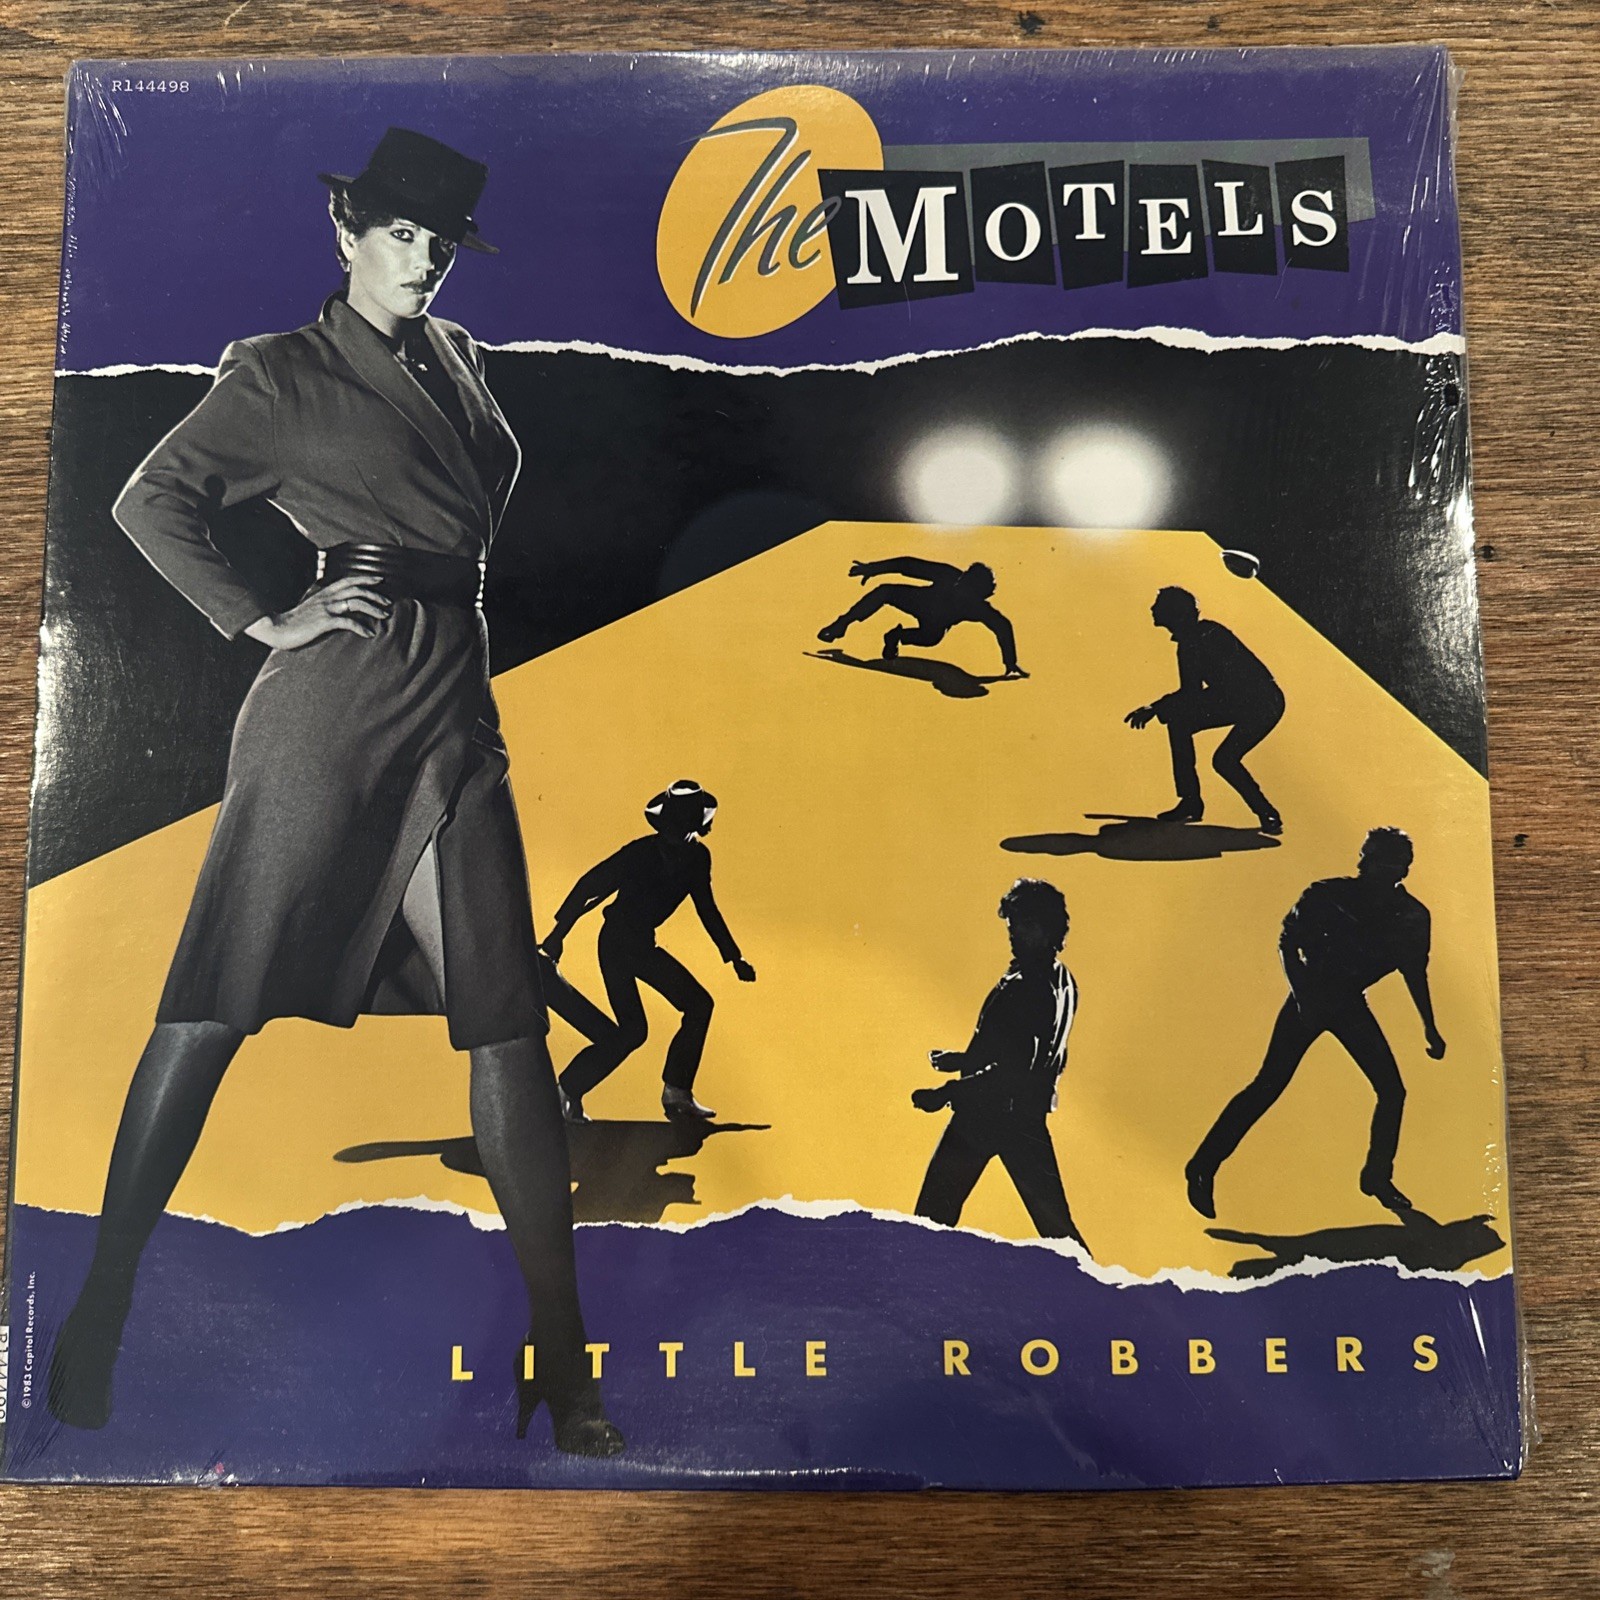 R144498
The MOTELS
LITTLE ROBBERS
©1983 Capitol Records, Inc.